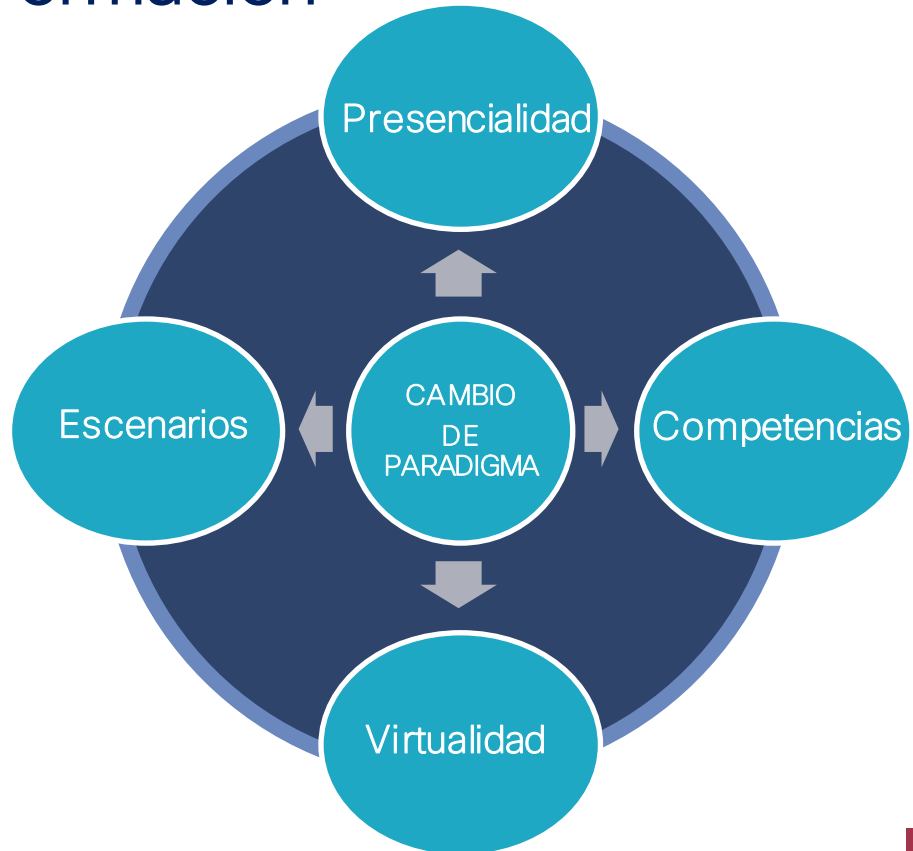 Presencialidad
Escenarios
CAMBIO
DE
PARADIGMA
Competencias
Virtualidad